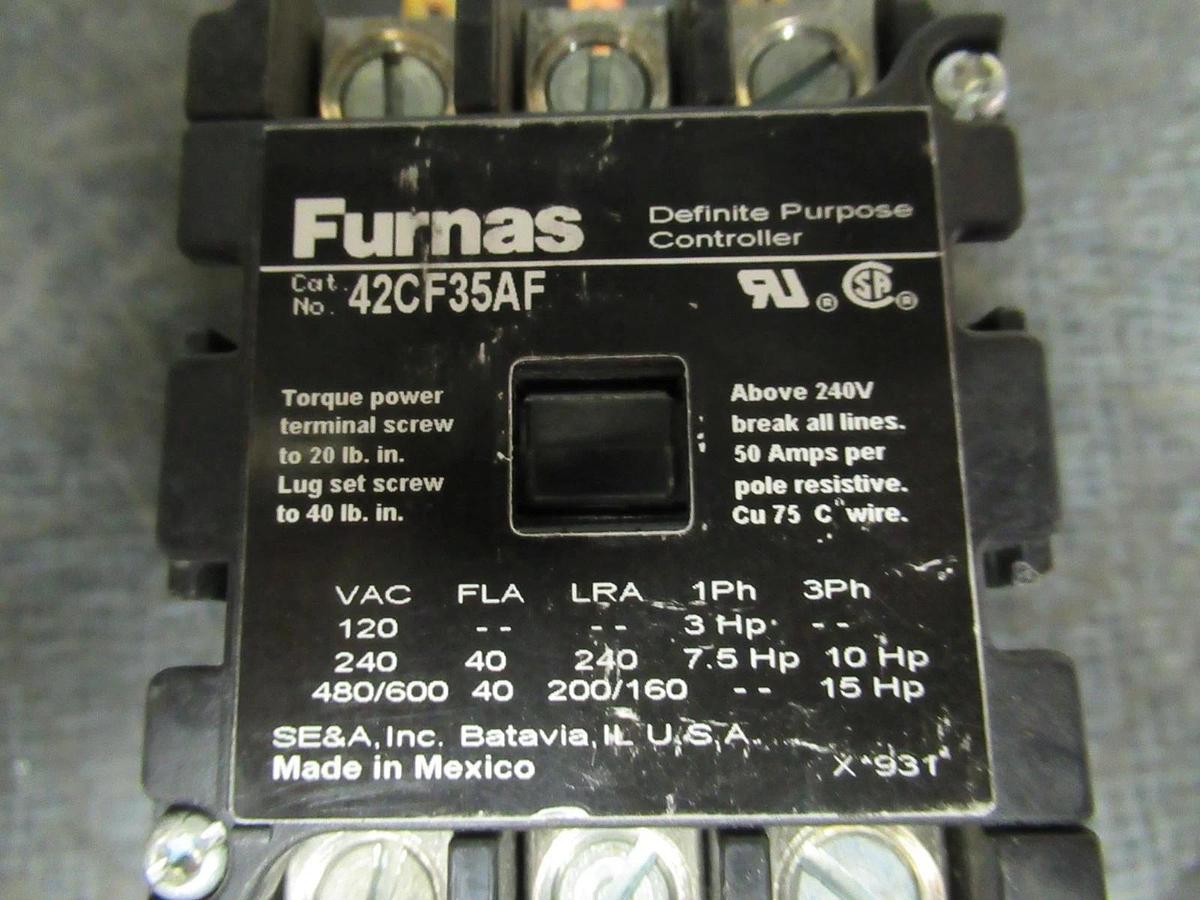 Furnas
Definite Purpose
Controller
Cat.
No. 42CF35AF
RU ® CSA ®
Torque power
terminal screw
to 20 lb. in.
Lug set screw
to 40 lb. in.
Above 240V
break all lines.
50 Amps per
pole resistive.
Cu 75 C° wire.
VAC FLA LRA 1Ph 3Ph
120 -- -- 3 Hp --
240 40 240 7.5 Hp 10 Hp
480/600 40 200/160 -- 15 Hp
SE&A, Inc. Batavia, IL U.S.A.
Made in Mexico
X*931*